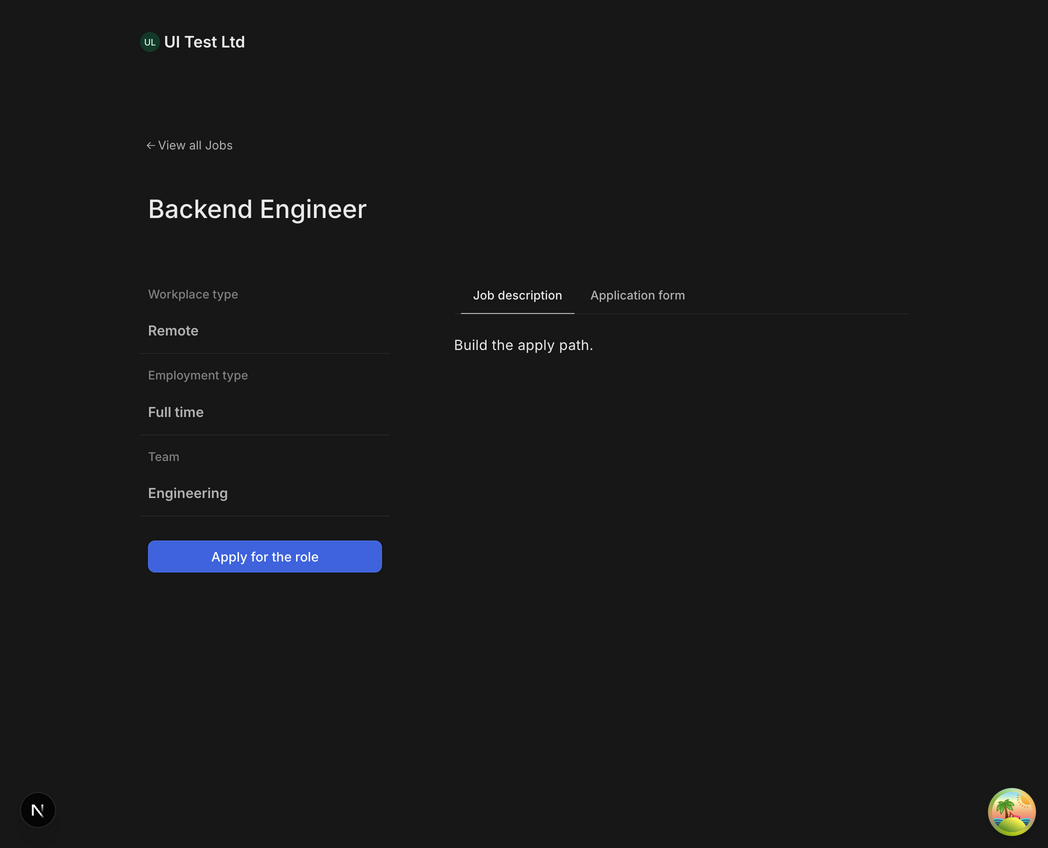 UL UI Test Ltd
← View all Jobs
Backend Engineer
Workplace type
Remote
Employment type
Full time
Team
Engineering
Apply for the role
Job description Application form
Build the apply path.
N